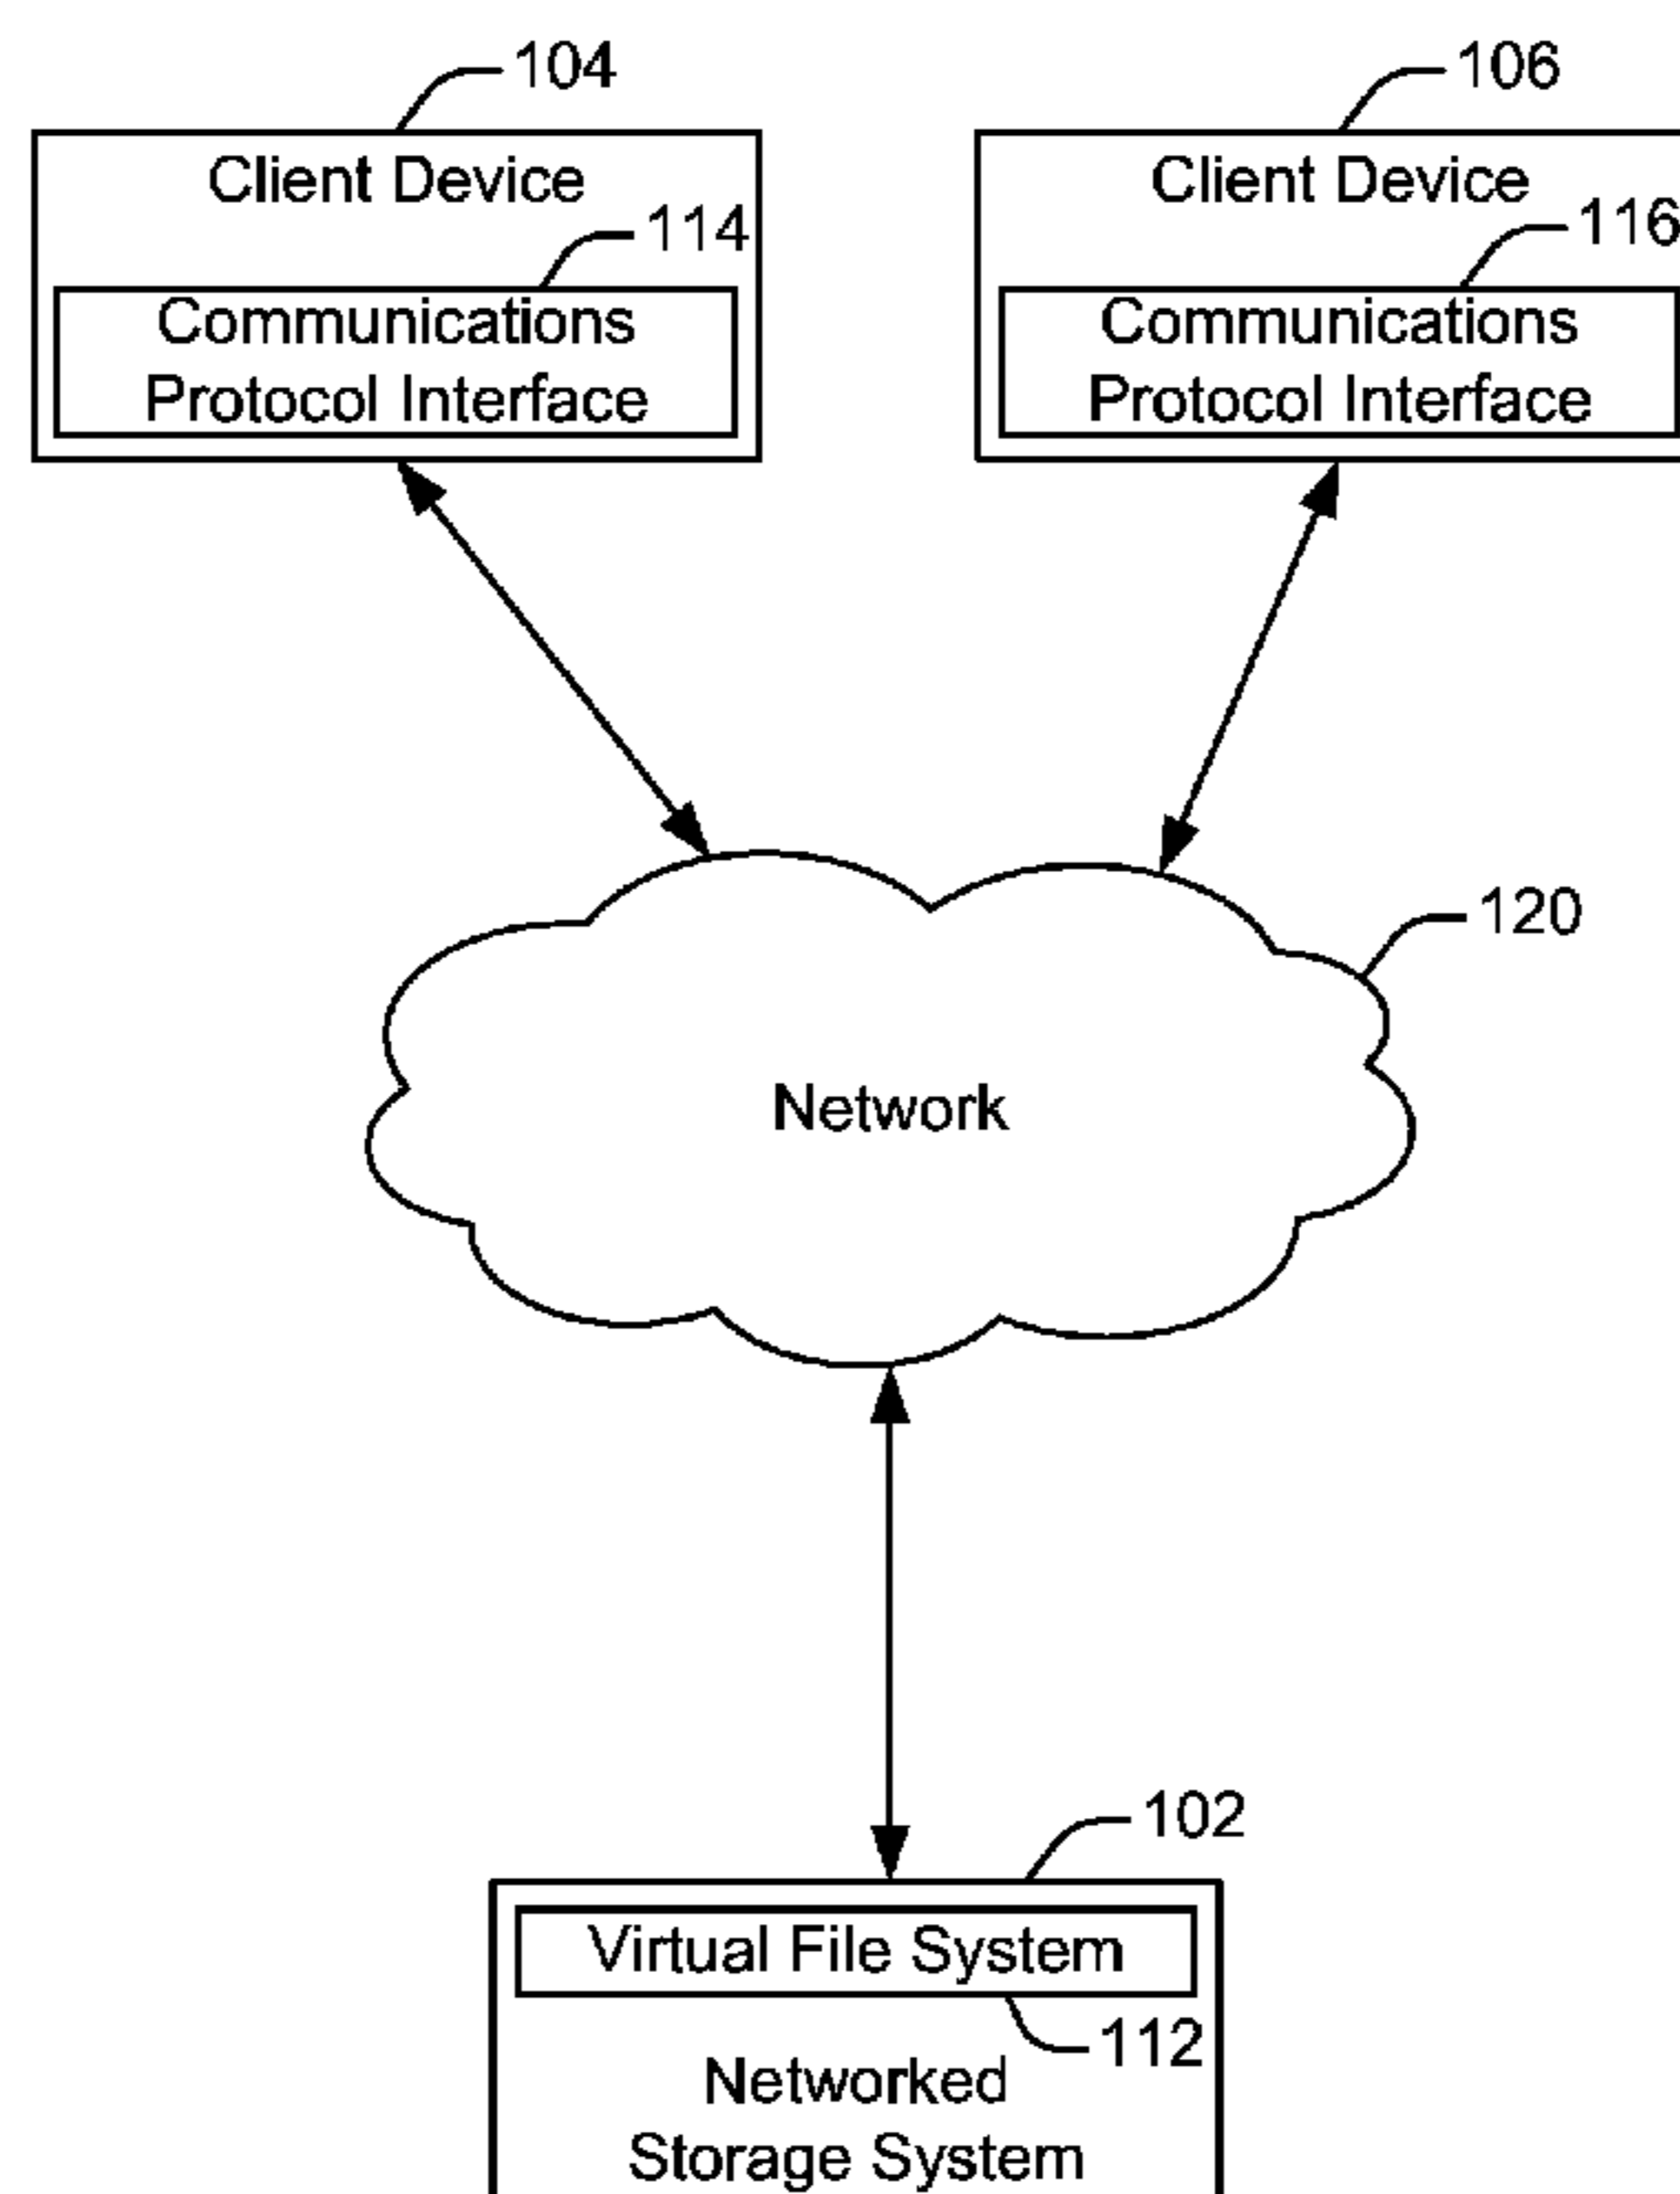 104
106
Client Device
Client Device
114
116
Communications
Protocol Interface
Communications
Protocol Interface
120
Network
102
Virtual File System
112
Networked
Storage System